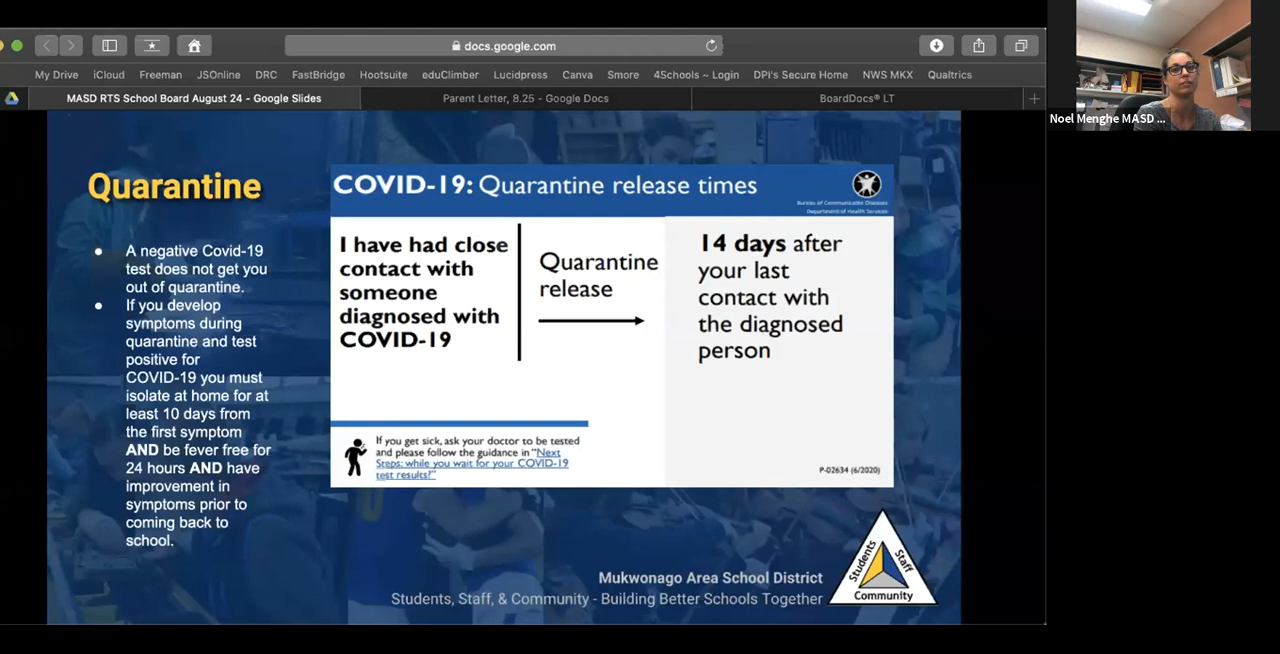 docs.google.com
My Drive iCloud Freeman JSOnline DRC FastBridge Hootsuite eduClimber Lucidpress Canva Smore 4Schools ~ Login DPI's Secure Home NWS MKX Qualtrics
MASD RTS School Board August 24 - Google Slides
Parent Letter, 8.25 - Google Docs
BoardDocs® LT
Noel Menghe MASD ...
Quarantine
• A negative Covid-19
test does not get you
out of quarantine.
• If you develop
symptoms during
quarantine and test
positive for
COVID-19 you must
isolate at home for at
least 10 days from
the first symptom
AND be fever free for
24 hours AND have
improvement in
symptoms prior to
coming back to
school.
COVID-19: Quarantine release times
Bureau of Communicable Diseases
Department of Health Services
I have had close
contact with
someone
diagnosed with
COVID-19
Quarantine
release
14 days after
your last
contact with
the diagnosed
person
If you get sick, ask your doctor to be tested
and please follow the guidance in "Next
Steps: while you wait for your COVID-19
test results?"
P-02634 (6/2020)
Mukwonago Area School District
Students, Staff, & Community - Building Better Schools Together
Students
Staff
Community